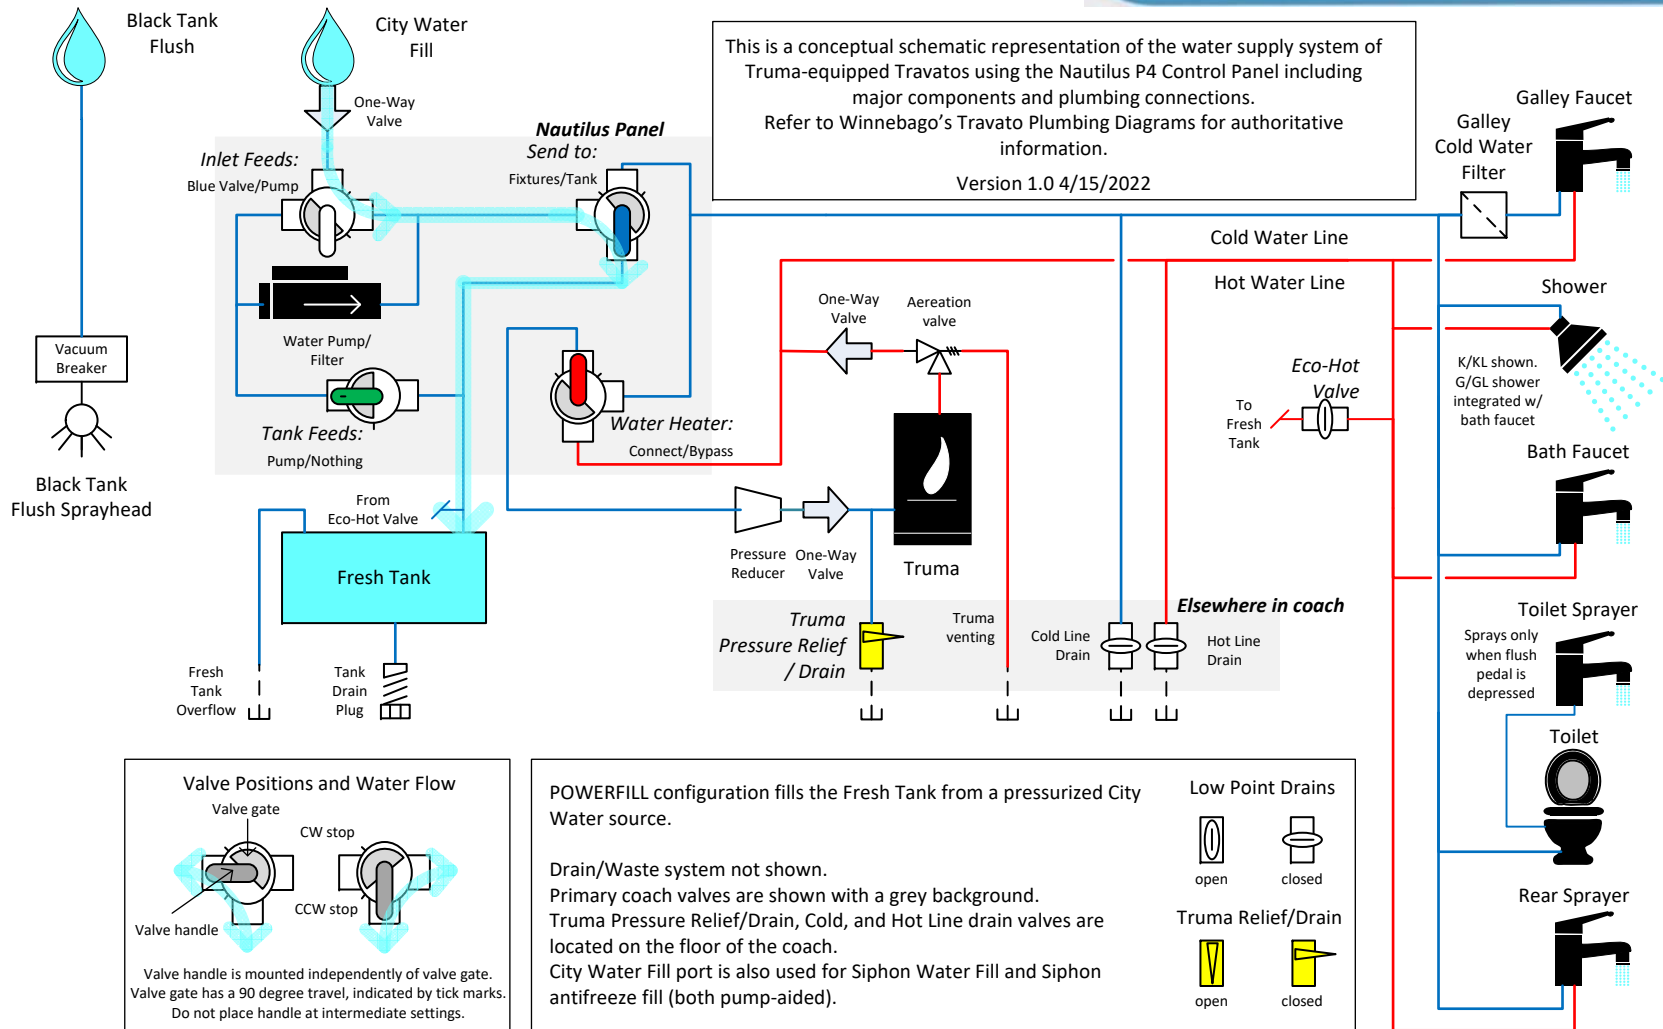 Black Tank
Flush
City Water
Fill
One-Way
Valve
This is a conceptual schematic representation of the water supply system of
Truma-equipped Travatos using the Nautilus P4 Control Panel including
major components and plumbing connections.
Refer to Winnebago's Travato Plumbing Diagrams for authoritative
information.
Version 1.0 4/15/2022
Galley Faucet
Galley
Cold Water
Filter
Nautilus Panel
Inlet Feeds:
Blue Valve/Pump
Send to:
Fixtures/Tank
Cold Water Line
Hot Water Line
Shower
K/KL shown.
G/GL shower
integrated w/
bath faucet
One-Way
Valve
Aereation
valve
Water Pump/
Filter
Vacuum
Breaker
Eco-Hot
Valve
To
Fresh
Tank
Tank Feeds:
Pump/Nothing
Water Heater:
Connect/Bypass
Bath Faucet
Black Tank
Flush Sprayhead
From
Eco-Hot Valve
Pressure
Reducer
One-Way
Valve
Truma
Fresh Tank
Elsewhere in coach
Truma
Pressure Relief
/ Drain
Truma
venting
Cold Line
Drain
Hot Line
Drain
Toilet Sprayer
Sprays only
when flush
pedal is
depressed
Fresh
Tank
Overflow
Tank
Drain
Plug
Toilet
Valve Positions and Water Flow
Valve gate
CW stop
CCW stop
Valve handle
Valve handle is mounted independently of valve gate.
Valve gate has a 90 degree travel, indicated by tick marks.
Do not place handle at intermediate settings.
POWERFILL configuration fills the Fresh Tank from a pressurized City
Water source.
Drain/Waste system not shown.
Primary coach valves are shown with a grey background.
Truma Pressure Relief/Drain, Cold, and Hot Line drain valves are
located on the floor of the coach.
City Water Fill port is also used for Siphon Water Fill and Siphon
antifreeze fill (both pump-aided).
Low Point Drains
open
closed
Truma Relief/Drain
open
closed
Rear Sprayer